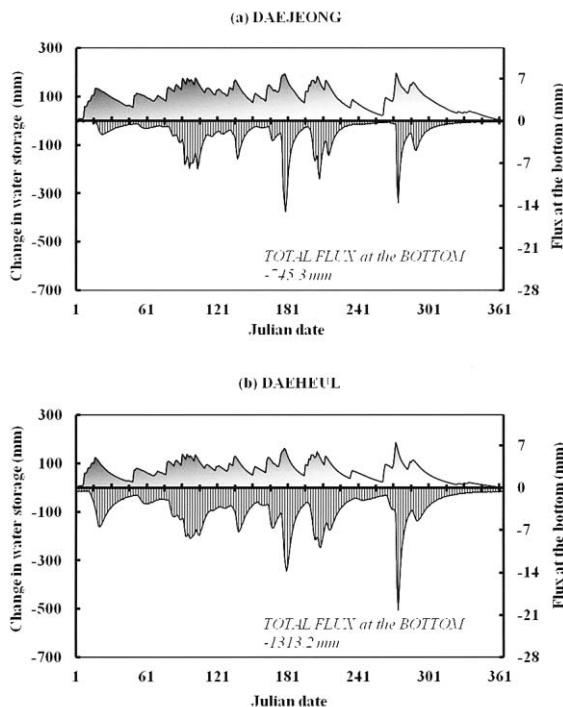 (a) DAEJEONG
300
100
-100
-300
-500
-700
Change in water storage (mm)
7
0
-7
-14
-21
-28
Flux at the bottom (mm)
TOTAL FLUX at the BOTTOM
-745.3 mm
1 61 121 181 241 301 361
Julian date
(b) DAEHEUL
300
100
-100
-300
-500
-700
Change in water storage (mm)
7
0
-7
-14
-21
-28
Flux at the bottom (mm)
TOTAL FLUX at the BOTTOM
-1313.2 mm
1 61 121 181 241 301 361
Julian date